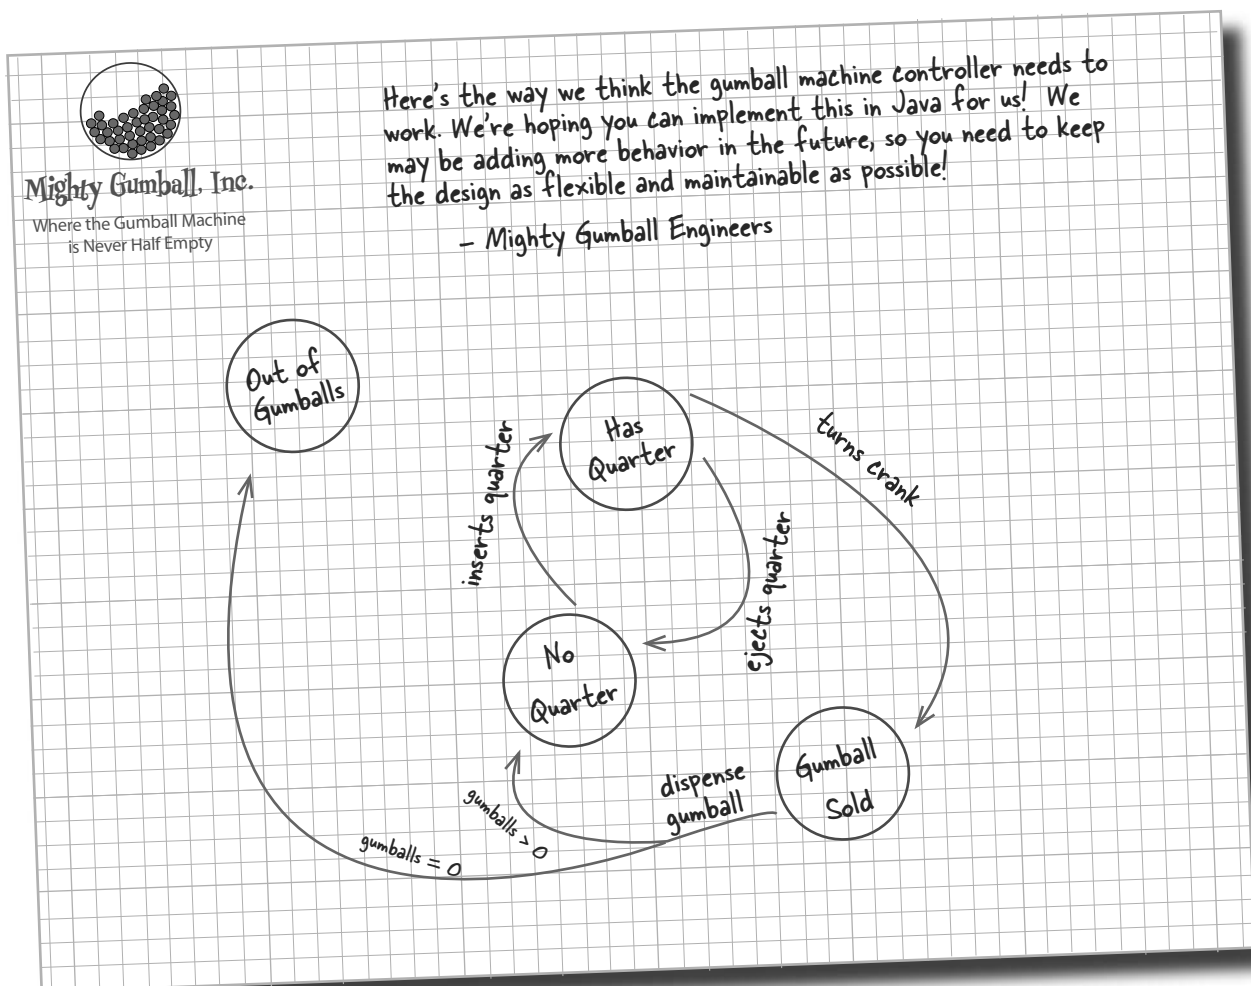 Here's the way we think the gumball machine controller needs to
work. We're hoping you can implement this in Java for us! We
may be adding more behavior in the future, so you need to keep
the design as flexible and maintainable as possible!
- Mighty Gumball Engineers
Mighty Gumball, Inc.
Where the Gumball Machine
is Never Half Empty
Out of
Gumballs
Has
Quarter
inserts quarter
turns crank
ejects quarter
No
Quarter
Gumball
Sold
dispense
gumball
gumballs > 0
gumballs = 0